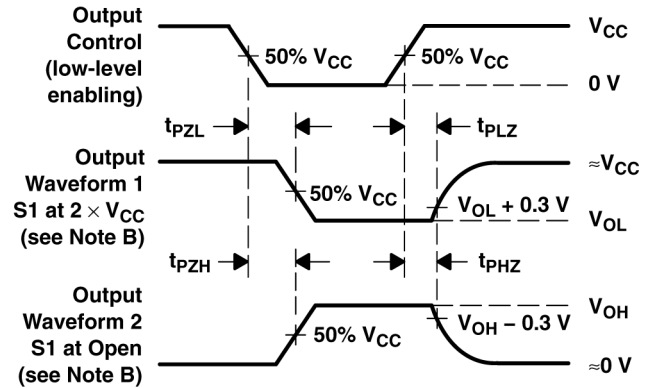 Output
Control
(low-level
enabling)
50% VCC
50% VCC
VCC
0 V
tPZL
tPLZ
Output
Waveform 1
S1 at 2 × VCC
(see Note B)
50% VCC
VOL + 0.3 V
≈VCC
VOL
tPZH
tPHZ
Output
Waveform 2
S1 at Open
(see Note B)
50% VCC
VOH − 0.3 V
VOH
≈0 V